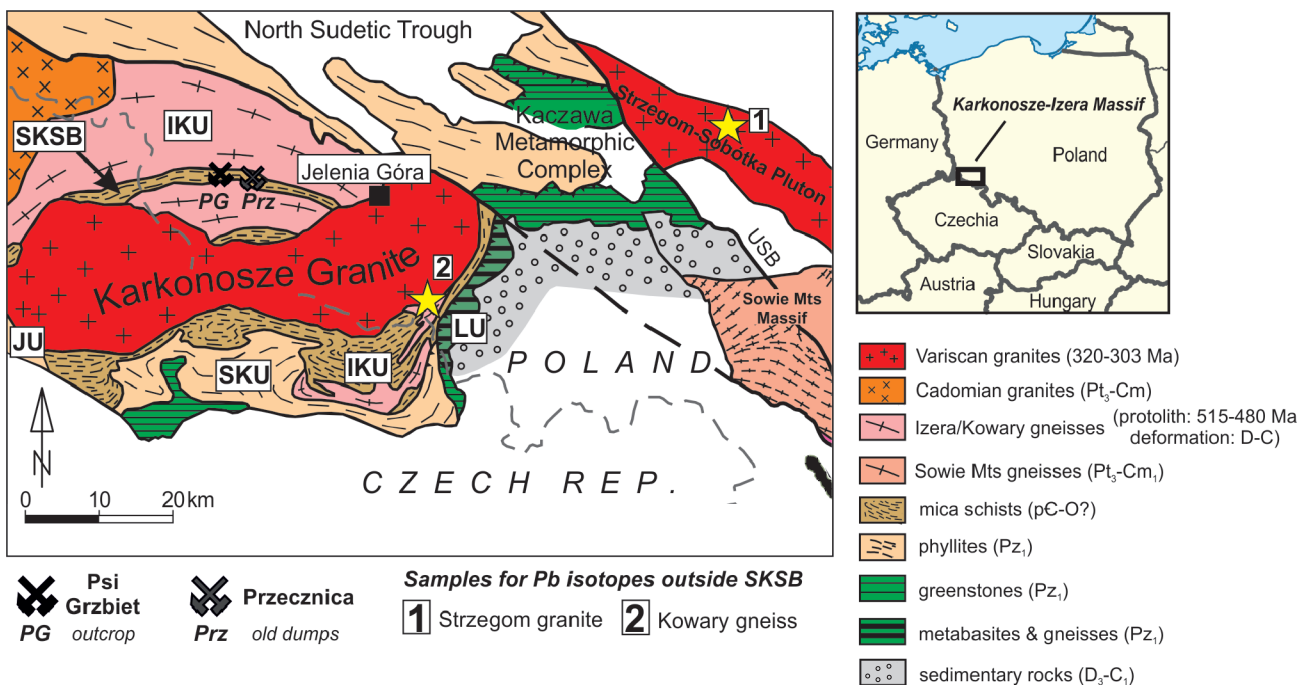 North Sudetic Trough
SKSB
IKU
Kaczawa
Metamorphic
Complex
Strzegom-Sobótka Pluton
1
Jelenia Góra
PG
Prz
Karkonosze Granite
2
USB
Sowie Mts
Massif
JU
LU
IKU
SKU
POLAND
CZECH REP.
N
0 10 20 km
Karkonosze-Izera Massif
Germany
Poland
Czechia
Slovakia
Austria
Hungary
Variscan granites (320-303 Ma)
Cadomian granites (Pt₃-Cm)
Izera/Kowary gneisses (protolith: 515-480 Ma
deformation: D-C)
Sowie Mts gneisses (Pt₃-Cm₁)
mica schists (pЄ-O?)
phyllites (Pz₁)
greenstones (Pz₁)
metabasites & gneisses (Pz₁)
sedimentary rocks (D₃-C₁)
Psi
Grzbiet
PG outcrop
Przecznica
Prz old dumps
Samples for Pb isotopes outside SKSB
1 Strzegom granite 2 Kowary gneiss